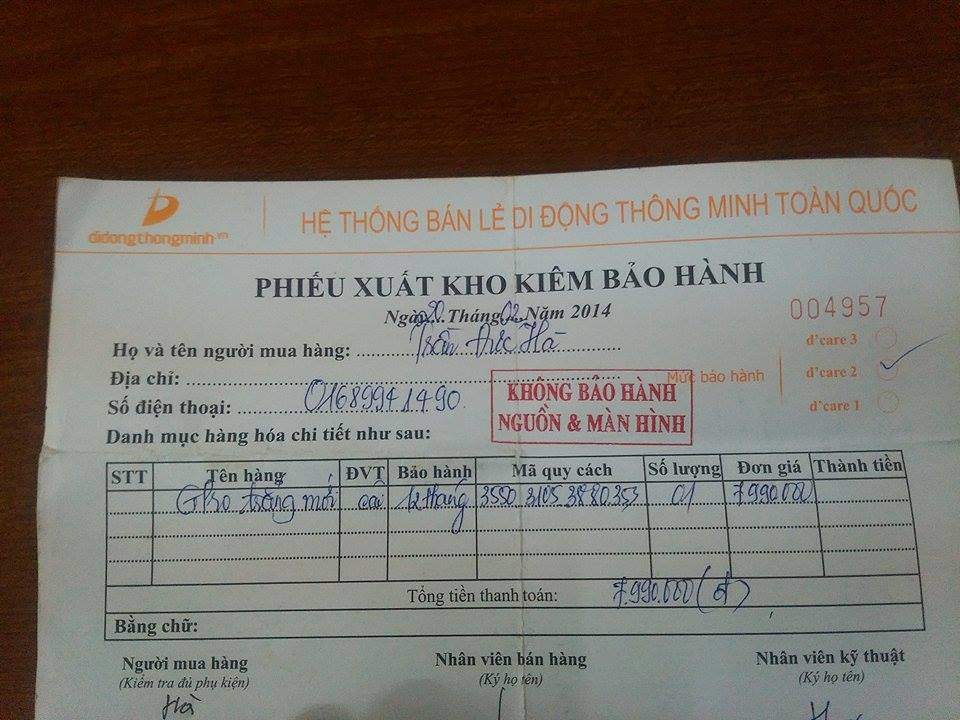 didongthongminh.vn
HỆ THỐNG BÁN LẺ DI ĐỘNG THÔNG MINH TOÀN QUỐC
PHIẾU XUẤT KHO KIÊM BẢO HÀNH
Ngày 20 Tháng 02 Năm 2014
004957
Họ và tên người mua hàng: Trần Đức Hà
d'care 3
Địa chỉ:
Mức bảo hành
d'care 2
Số điện thoại:
KHÔNG BẢO HÀNH
NGUỒN & MÀN HÌNH
d'care 1
Danh mục hàng hóa chi tiết như sau:
STT Tên hàng ĐVT Bảo hành Mã quy cách Số lượng Đơn giá Thành tiền
trắng mới cái 12 tháng 01 7.990.000
Tổng tiền thanh toán: 7.990.000 (đ)
Bằng chữ:
Người mua hàng Nhân viên bán hàng Nhân viên kỹ thuật
(Kiểm tra đủ phụ kiện) (Ký họ tên) (Ký họ tên)
Hà